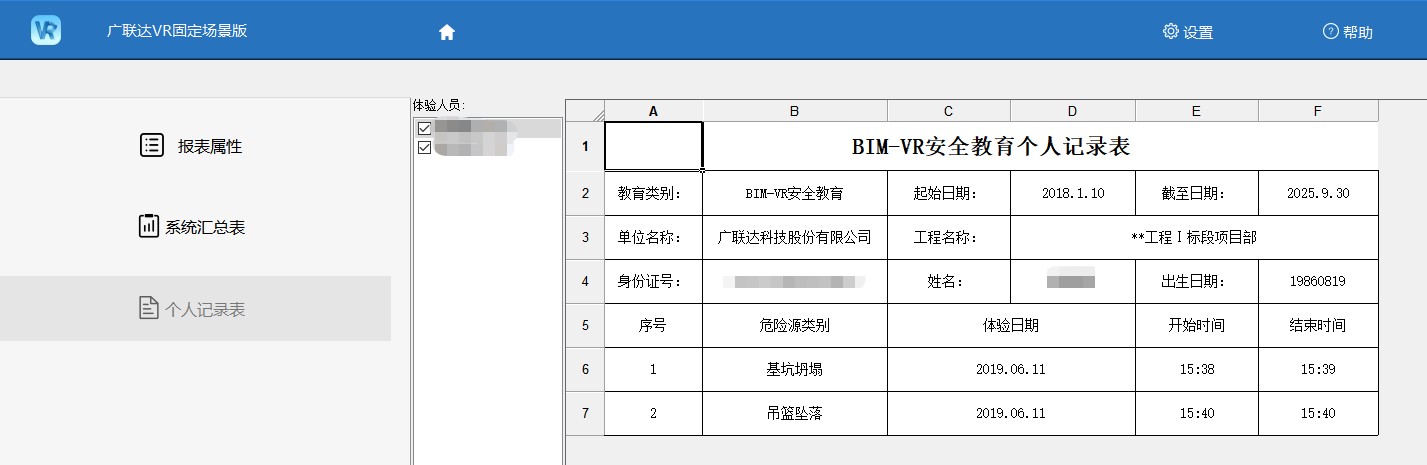 VR 广联达VR固定场景版 设置 帮助
体验人员:
报表属性
系统汇总表
个人记录表
A B C D E F
1 BIM-VR安全教育个人记录表
2 教育类别: BIM-VR安全教育 起始日期: 2018.1.10 截至日期: 2025.9.30
3 单位名称: 广联达科技股份有限公司 工程名称: **工程Ⅰ标段项目部
4 身份证号: 姓名: 出生日期: 19860819
5 序号 危险源类别 体验日期 开始时间 结束时间
6 1 基坑坍塌 2019.06.11 15:38 15:39
7 2 吊篮坠落 2019.06.11 15:40 15:40